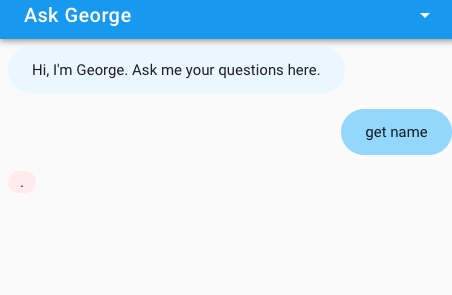 Ask George
Hi, I'm George. Ask me your questions here.
get name
.